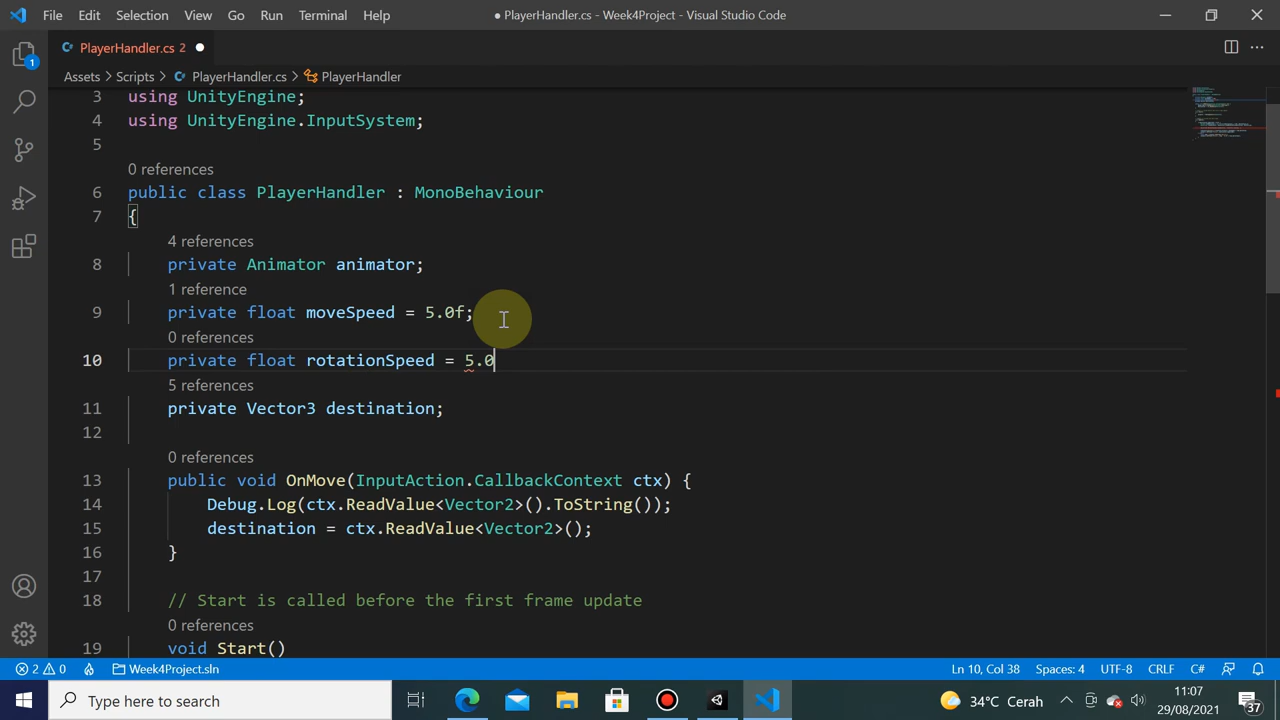 File Edit Selection View Go Run Terminal Help
● PlayerHandler.cs - Week4Project - Visual Studio Code
PlayerHandler.cs 2 ●
Assets > Scripts > PlayerHandler.cs > PlayerHandler
3 using UnityEngine;
4 using UnityEngine.InputSystem;
5
0 references
6 public class PlayerHandler : MonoBehaviour
7 {
4 references
8 private Animator animator;
1 reference
9 private float moveSpeed = 5.0f;
0 references
10 private float rotationSpeed = 5.0
5 references
11 private Vector3 destination;
12
0 references
13 public void OnMove(InputAction.CallbackContext ctx) {
14 Debug.Log(ctx.ReadValue<Vector2>().ToString());
15 destination = ctx.ReadValue<Vector2>();
16 }
17
18 // Start is called before the first frame update
0 references
19 void Start()
1
2 0 Week4Project.sln Ln 10, Col 38 Spaces: 4 UTF-8 CRLF C#
Type here to search 34°C Cerah 11:07
29/08/2021 37